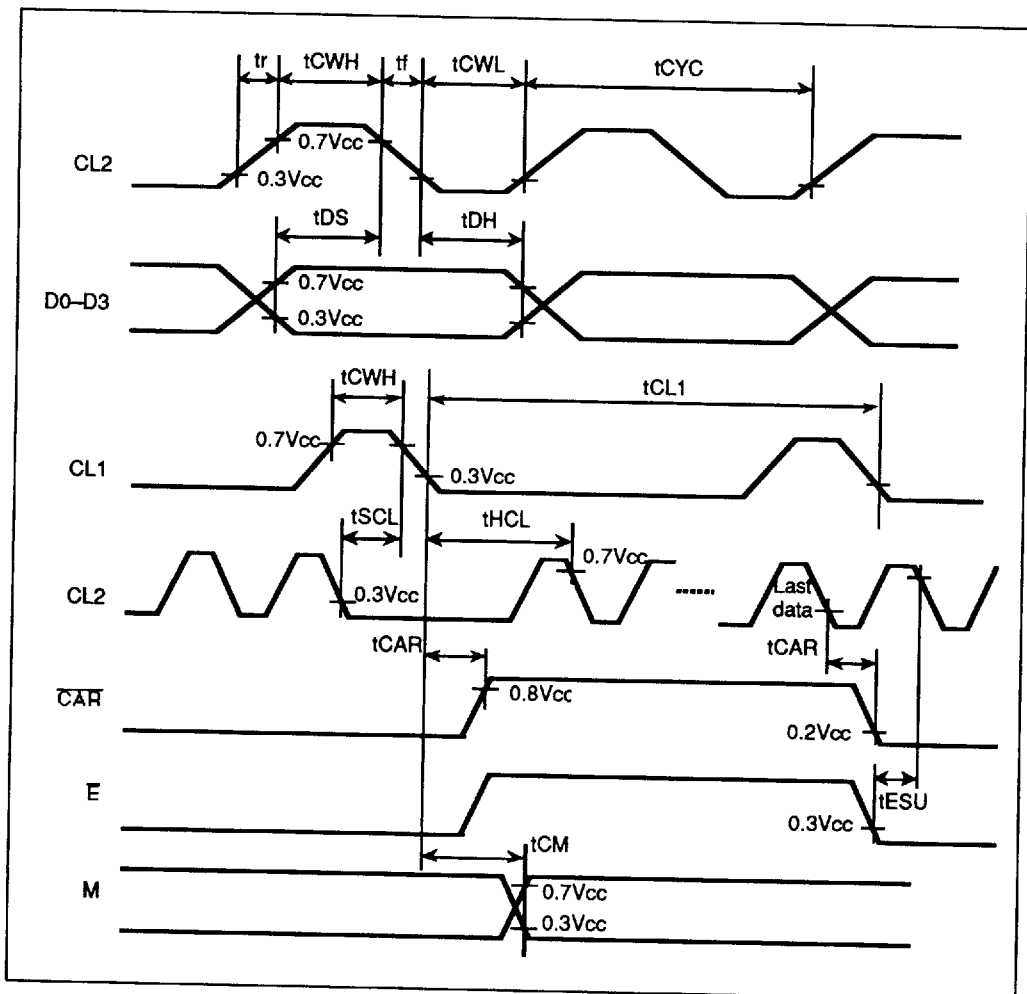 tr tCWH tf tCWL tCYC
CL2
0.7Vcc
0.3Vcc
tDS tDH
D0–D3
0.7Vcc
0.3Vcc
tCWH tCL1
CL1
0.7Vcc
0.3Vcc
tSCL tHCL
CL2
0.7Vcc
0.3Vcc
......
Last
data
tCAR tCAR
CAR
0.8Vcc
0.2Vcc
E
tESU
0.3Vcc
tCM
M
0.7Vcc
0.3Vcc